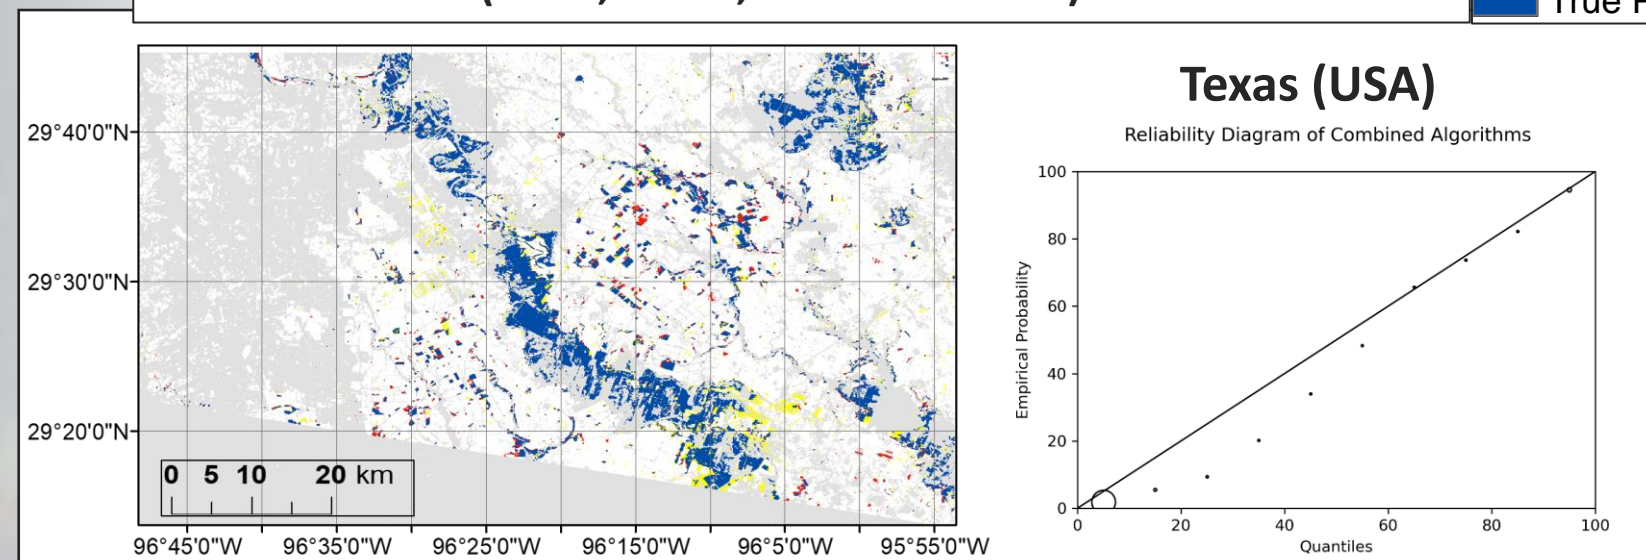 True
Texas (USA)
Reliability Diagram of Combined Algorithms
29°40'0"N
29°30'0"N
29°20'0"N
0 5 10 20 km
96°45'0"W 96°35'0"W 96°25'0"W 96°15'0"W 96°5'0"W 95°55'0"W
100
80
60
40
20
0
Empirical Probability
0 20 40 60 80 100
Quantiles